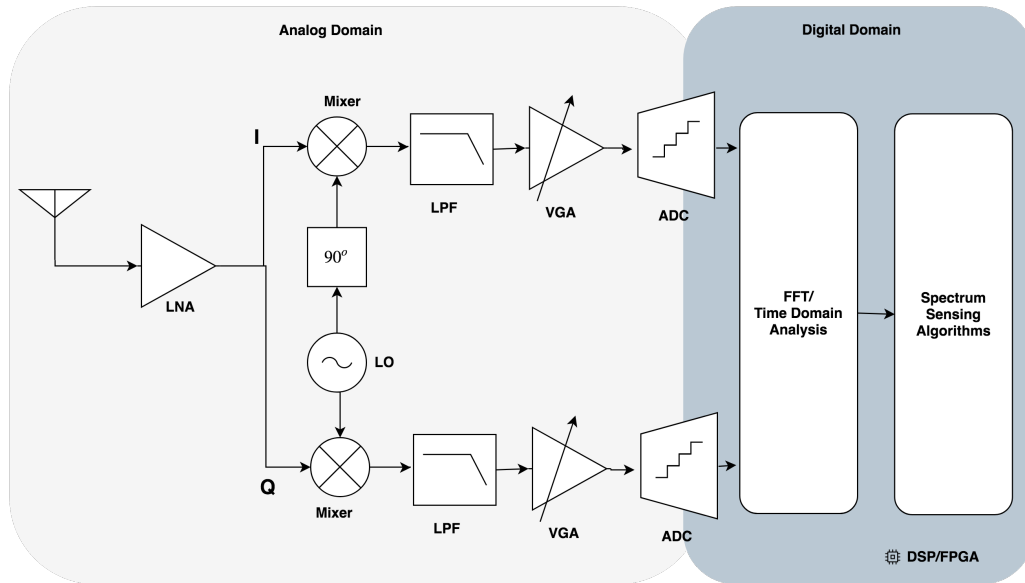 Analog Domain
Digital Domain
Mixer
I
LPF
VGA
ADC
90°
LNA
LO
FFT/
Time Domain
Analysis
Spectrum
Sensing
Algorithms
Q
Mixer
LPF
VGA
ADC
DSP/FPGA